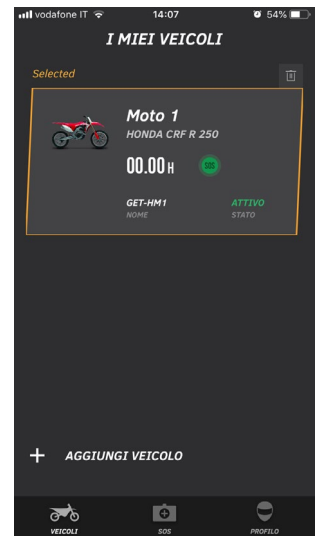 vodafone IT 14:07 54%
I MIEI VEICOLI
Selected
Moto 1
HONDA CRF R 250
00.00 H SOS
GET-HM1 ATTIVO
NOME STATO
+ AGGIUNGI VEICOLO
VEICOLI SOS PROFILO